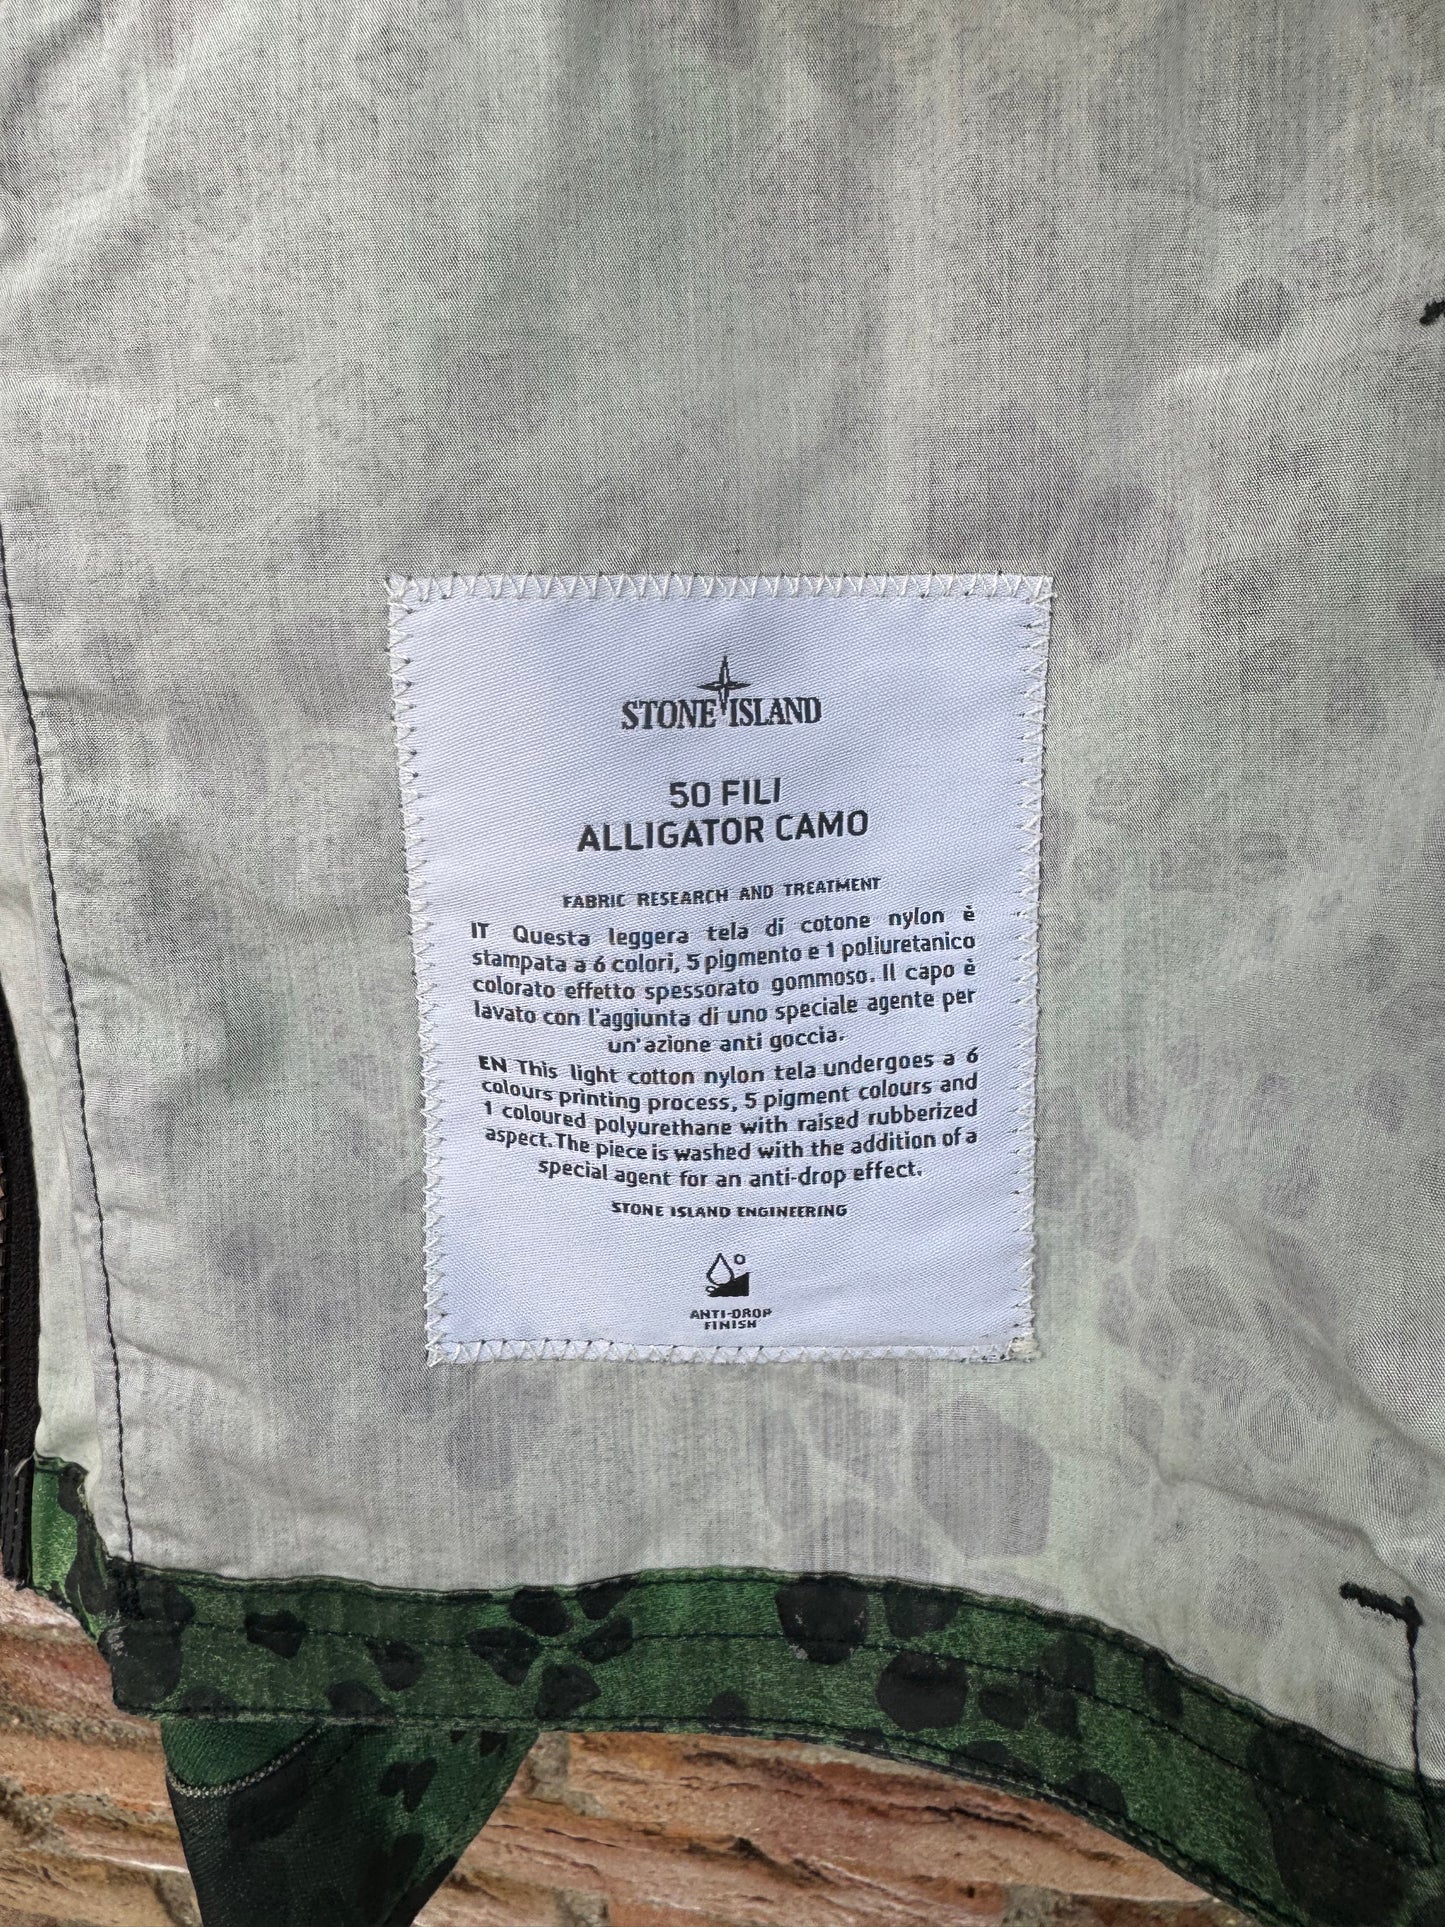 STONE ISLAND
50 FILI
ALLIGATOR CAMO
FABRIC RESEARCH AND TREATMENT
IT Questa leggera tela di cotone nylon è
stampata a 6 colori, 5 pigmento e 1 poliuretanico
colorato effetto spessorato gommoso. Il capo è
lavato con l'aggiunta di uno speciale agente per
un'azione anti goccia.
EN This light cotton nylon tela undergoes a 6
colours printing process, 5 pigment colours and
1 coloured polyurethane with raised rubberized
aspect. The piece is washed with the addition of a
special agent for an anti-drop effect.
STONE ISLAND ENGINEERING
ANTI-DROP
FINISH